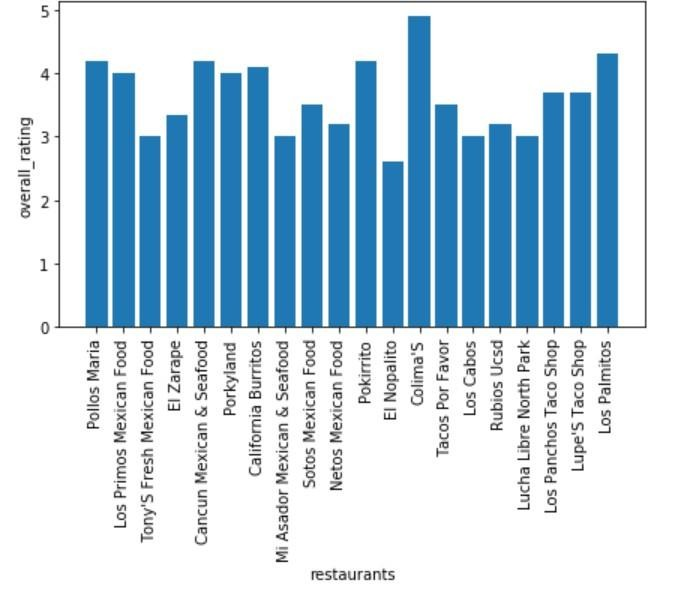 5
4
3
2
1
0
overall_rating
Pollos Maria
Los Primos Mexican Food
Tony'S Fresh Mexican Food
El Zarape
Cancun Mexican & Seafood
Porkyland
California Burritos
Mi Asador Mexican & Seafood
Sotos Mexican Food
Netos Mexican Food
Pokirrito
El Nopalito
Colima'S
Tacos Por Favor
Los Cabos
Rubios Ucsd
Lucha Libre North Park
Los Panchos Taco Shop
Lupe'S Taco Shop
Los Palmitos
restaurants